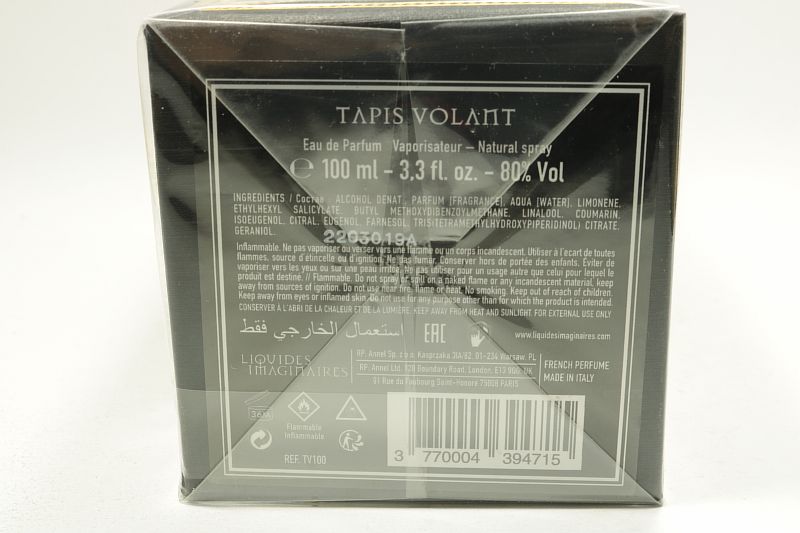 TAPIS VOLANT
Eau de Parfum Vaporisateur – Natural spray
℮ 100 ml - 3,3 fl. oz. - 80% Vol
INGREDIENTS / Состав : ALCOHOL DENAT., PARFUM (FRAGRANCE), AQUA (WATER), LIMONENE,
ETHYLHEXYL SALICYLATE, BUTYL METHOXYDIBENZOYLMETHANE, LINALOOL, COUMARIN,
ISOEUGENOL, CITRAL, EUGENOL, FARNESOL, TRIS(TETRAMETHYLHYDROXYPIPERIDINOL) CITRATE,
GERANIOL.
2203019A
Inflammable. Ne pas vaporiser ou verser vers une flamme ou un corps incandescent. Utiliser à l'écart de toutes
flammes, source d'étincelle ou d'ignition. Ne pas fumer. Conserver hors de portée des enfants. Éviter de
vaporiser vers les yeux ou sur une peau irritée. Ne pas utiliser pour un usage autre que celui pour lequel le
produit est destiné. // Flammable. Do not spray or spill on a naked flame or any incandescent material, keep
away from sources of ignition. Do not use near fire, flame or heat. No smoking. Keep out of reach of children.
Keep away from eyes or inflamed skin. Do not use for any purpose other than for which the product is intended.
CONSERVER À L'ABRI DE LA CHALEUR ET DE LA LUMIÈRE. KEEP AWAY FROM HEAT AND SUNLIGHT, FOR EXTERNAL USE ONLY
استعمال الخارجي فقط
EAC
www.liquidesimaginaires.com
LIQUIDES
IMAGINAIRES
RP. Annel Sp. z o.o. Kasprzaka 31A/82, 01-234 Warsaw, PL
RP. Annel Ltd, 129 Boundary Road, London, E17 9QU, UK
91 Rue du Faubourg Saint-Honoré 75008 PARIS
FRENCH PERFUME
MADE IN ITALY
36M
Flammable
Inflammable
REF. TV100
3 770004 394715